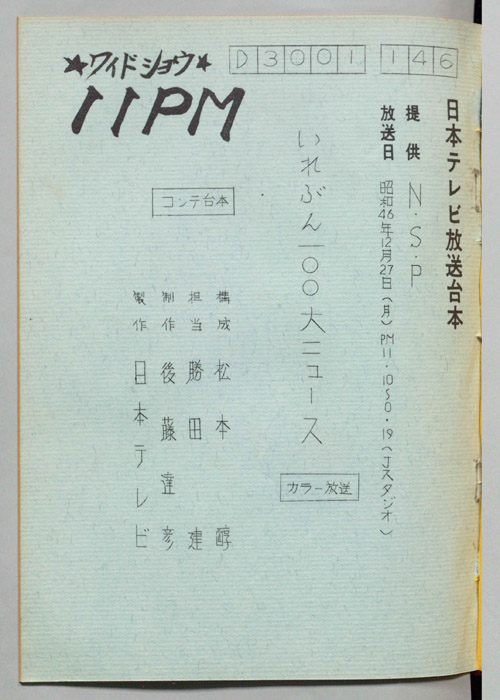 ★ワイドショウ★
11PM
D3001 146
日本テレビ放送台本
提供 N・S・P
放送日 昭和46年12月27日(月)PM11・10〜0・19(Jスタジオ)
いれぶん一〇〇大ニュース
カラー放送
コンテ台本
構成 松本 醇
担当 勝田 建
制作 後藤達彦
製作 日本テレビ